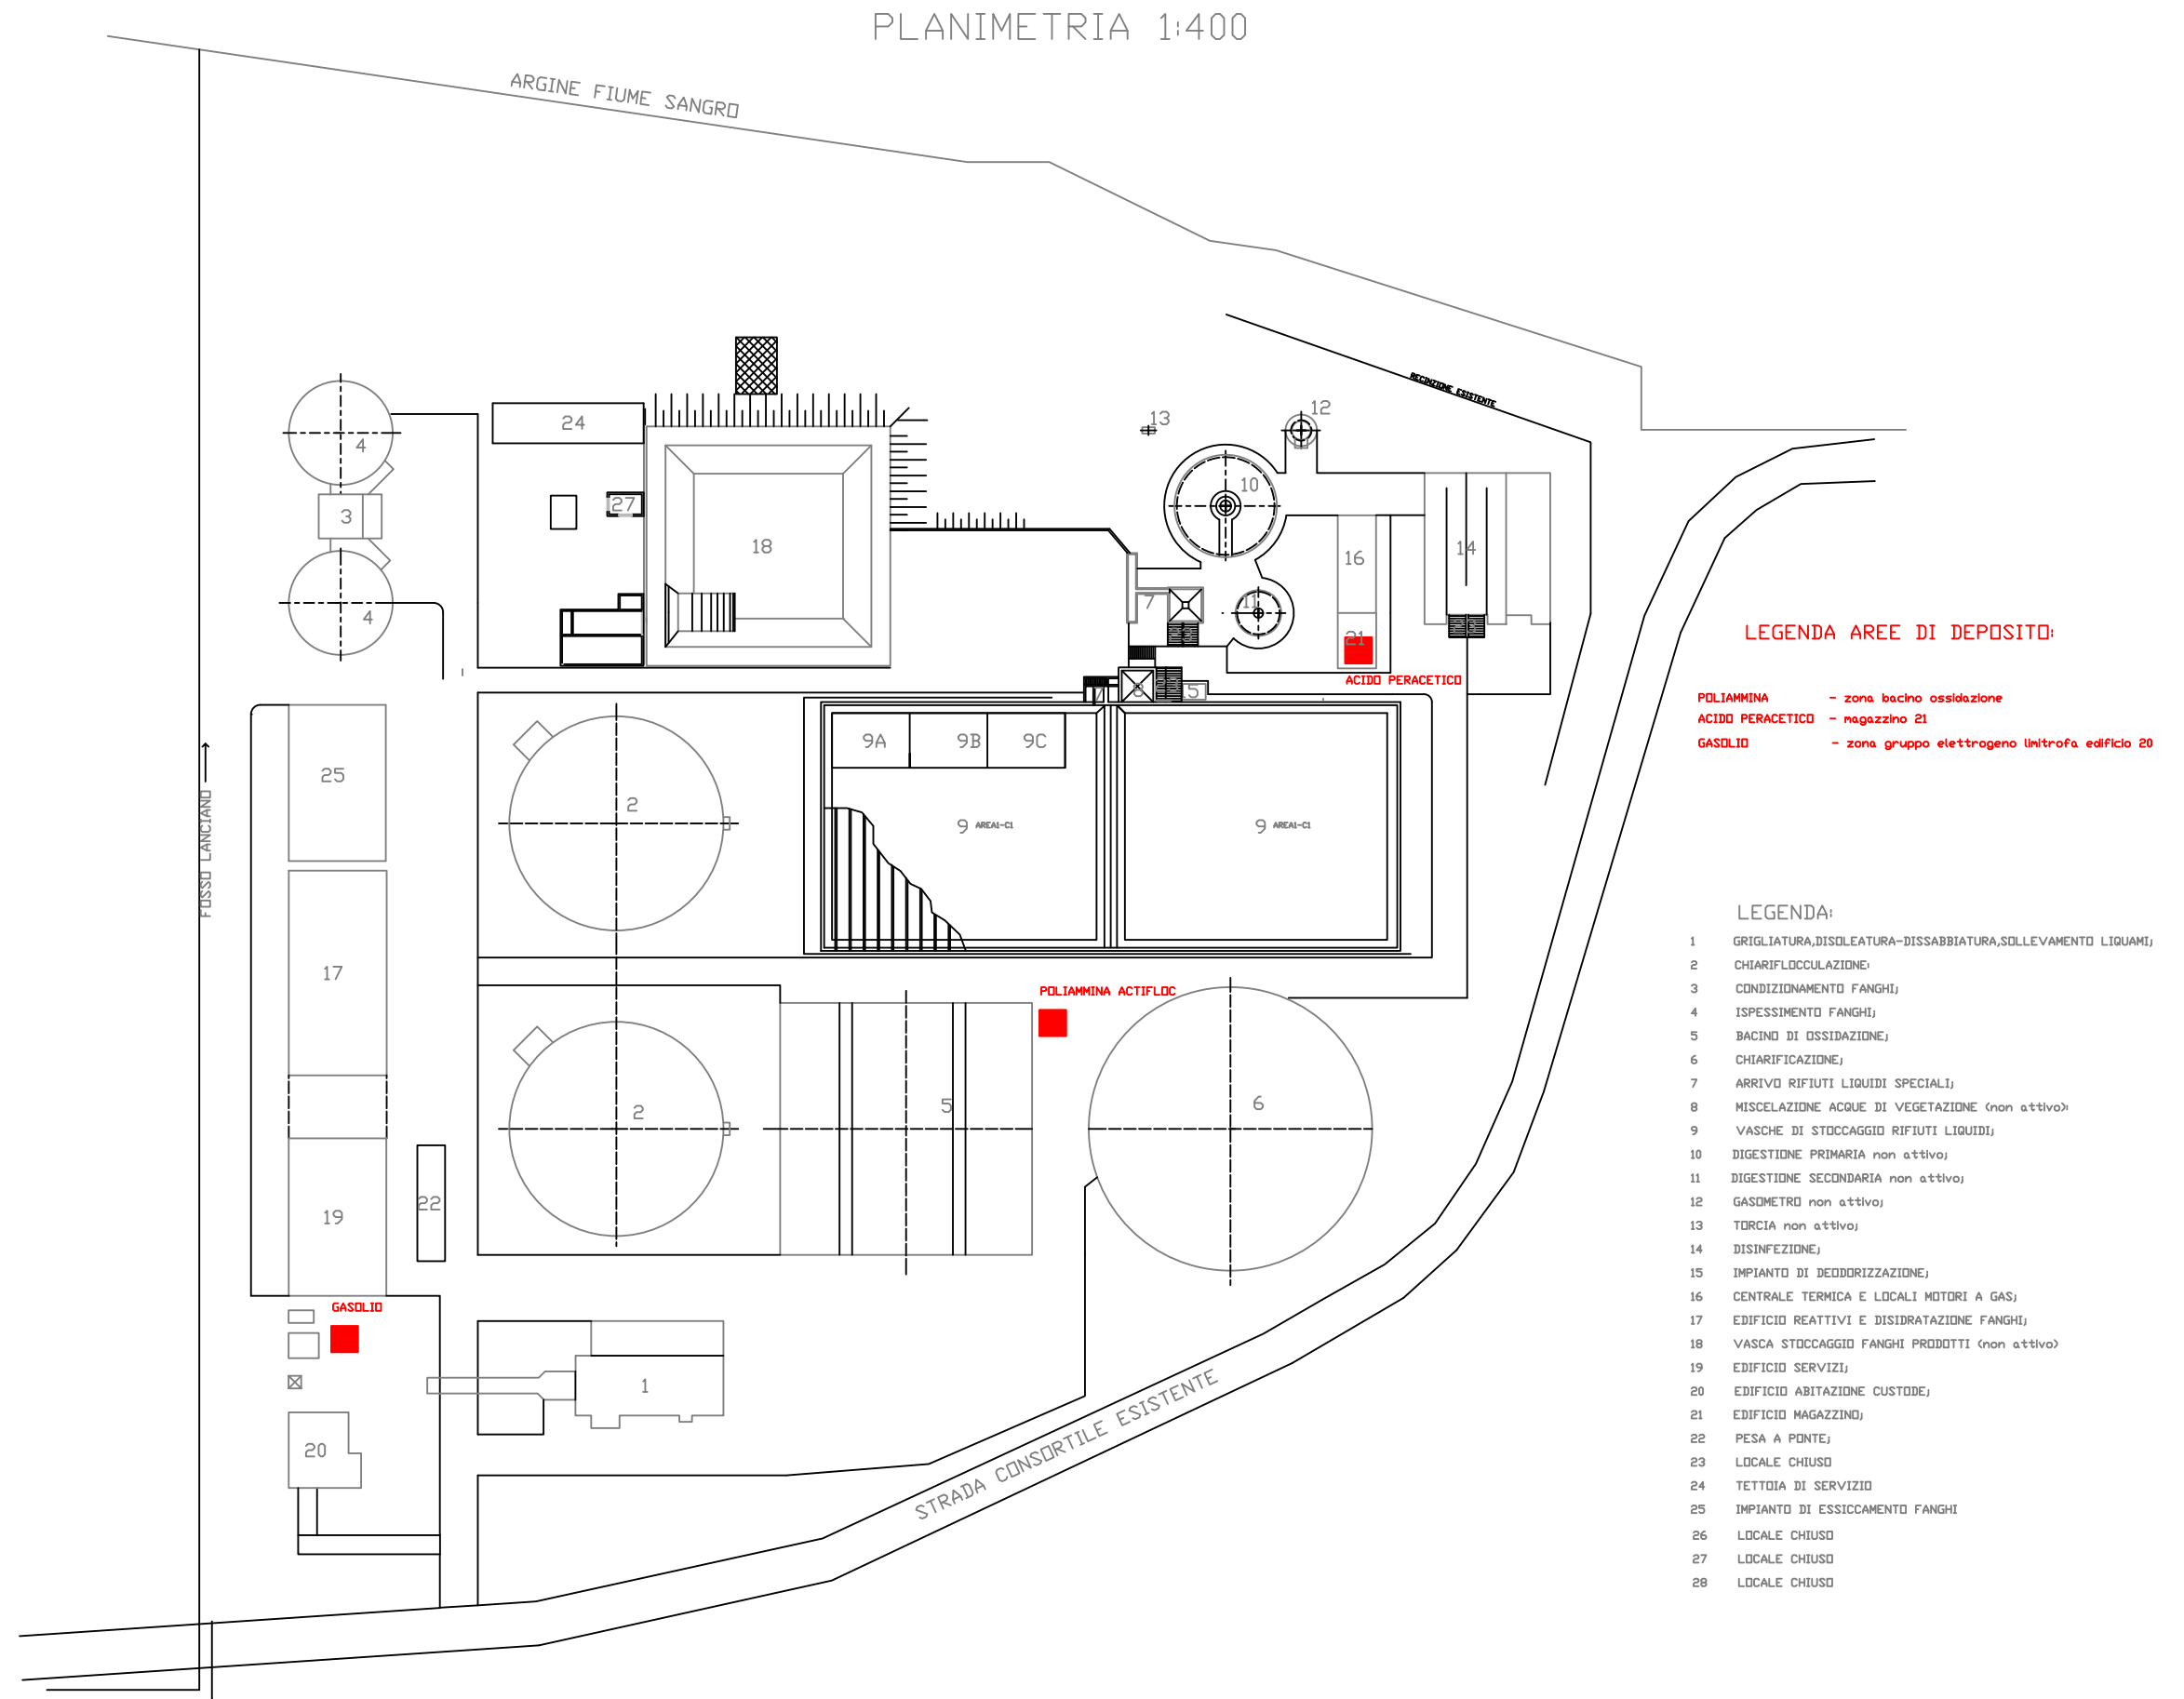 PLANIMETRIA 1:400
ARGINE FIUME SANGRO
RECINZIONE ESISTENTE
12
13
24
4
10
27
3
18
14
16
7
11
4
21
ACIDO PERACETICO
8
15
7
9A
9B
9C
25
2
9 AREA1-C1
9 AREA1-C1
FOSSO LANCIANO
17
POLIAMMINA ACTIFLOC
2
5
6
22
19
GASOLIO
1
20
STRADA CONSORTILE ESISTENTE
LEGENDA AREE DI DEPOSITO:
POLIAMMINA - zona bacino ossidazione
ACIDO PERACETICO - magazzino 21
GASOLIO - zona gruppo elettrogeno limitrofa edificio 20
LEGENDA:
1 GRIGLIATURA,DISOLEATURA-DISSABBIATURA,SOLLEVAMENTO LIQUAMI;
2 CHIARIFLOCCULAZIONE:
3 CONDIZIONAMENTO FANGHI;
4 ISPESSIMENTO FANGHI;
5 BACINO DI OSSIDAZIONE;
6 CHIARIFICAZIONE;
7 ARRIVO RIFIUTI LIQUIDI SPECIALI;
8 MISCELAZIONE ACQUE DI VEGETAZIONE (non attivo):
9 VASCHE DI STOCCAGGIO RIFIUTI LIQUIDI;
10 DIGESTIONE PRIMARIA non attivo;
11 DIGESTIONE SECONDARIA non attivo;
12 GASOMETRO non attivo;
13 TORCIA non attivo;
14 DISINFEZIONE;
15 IMPIANTO DI DEODORIZZAZIONE;
16 CENTRALE TERMICA E LOCALI MOTORI A GAS;
17 EDIFICIO REATTIVI E DISIDRATAZIONE FANGHI;
18 VASCA STOCCAGGIO FANGHI PRODOTTI (non attivo)
19 EDIFICIO SERVIZI;
20 EDIFICIO ABITAZIONE CUSTODE;
21 EDIFICIO MAGAZZINO;
22 PESA A PONTE;
23 LOCALE CHIUSO
24 TETTOIA DI SERVIZIO
25 IMPIANTO DI ESSICCAMENTO FANGHI
26 LOCALE CHIUSO
27 LOCALE CHIUSO
28 LOCALE CHIUSO